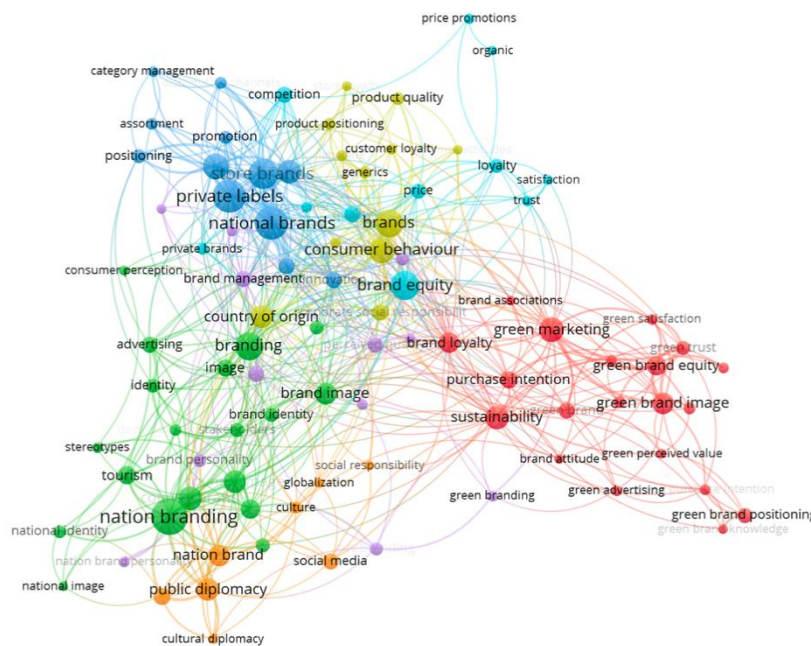 price promotions
organic
category management
competition
product quality
assortment
promotion
product positioning
positioning
customer loyalty
store brands
generics
loyalty
satisfaction
private labels
price
trust
national brands
brands
private brands
consumer behaviour
consumer perception
brand management
innovation
brand equity
brand associations
country of origin
green marketing
green satisfaction
advertising
branding
brand loyalty
green trust
image
green brand equity
identity
purchase intention
brand image
green brand image
brand identity
sustainability
green brand
stakeholders
stereotypes
brand personality
brand attitude
green perceived value
tourism
social responsibility
globalization
green branding
green advertising
culture
nation branding
green brand positioning
national identity
green brand knowledge
nation brand
nation brand personality
social media
national image
public diplomacy
cultural diplomacy